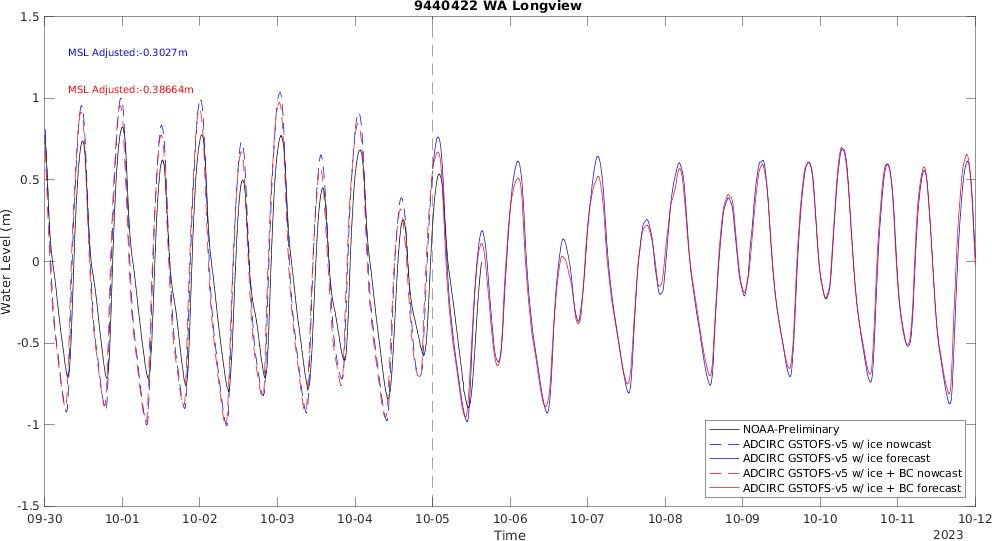 9440422 WA Longview
1.5
MSL Adjusted:-0.3027m
MSL Adjusted:-0.38664m
1
0.5
0
-0.5
-1
-1.5
Water Level (m)
NOAA-Preliminary
ADCIRC GSTOFS-v5 w/ ice nowcast
ADCIRC GSTOFS-v5 w/ ice forecast
ADCIRC GSTOFS-v5 w/ ice + BC nowcast
ADCIRC GSTOFS-v5 w/ ice + BC forecast
09-30 10-01 10-02 10-03 10-04 10-05 10-06 10-07 10-08 10-09 10-10 10-11 10-12
Time
2023